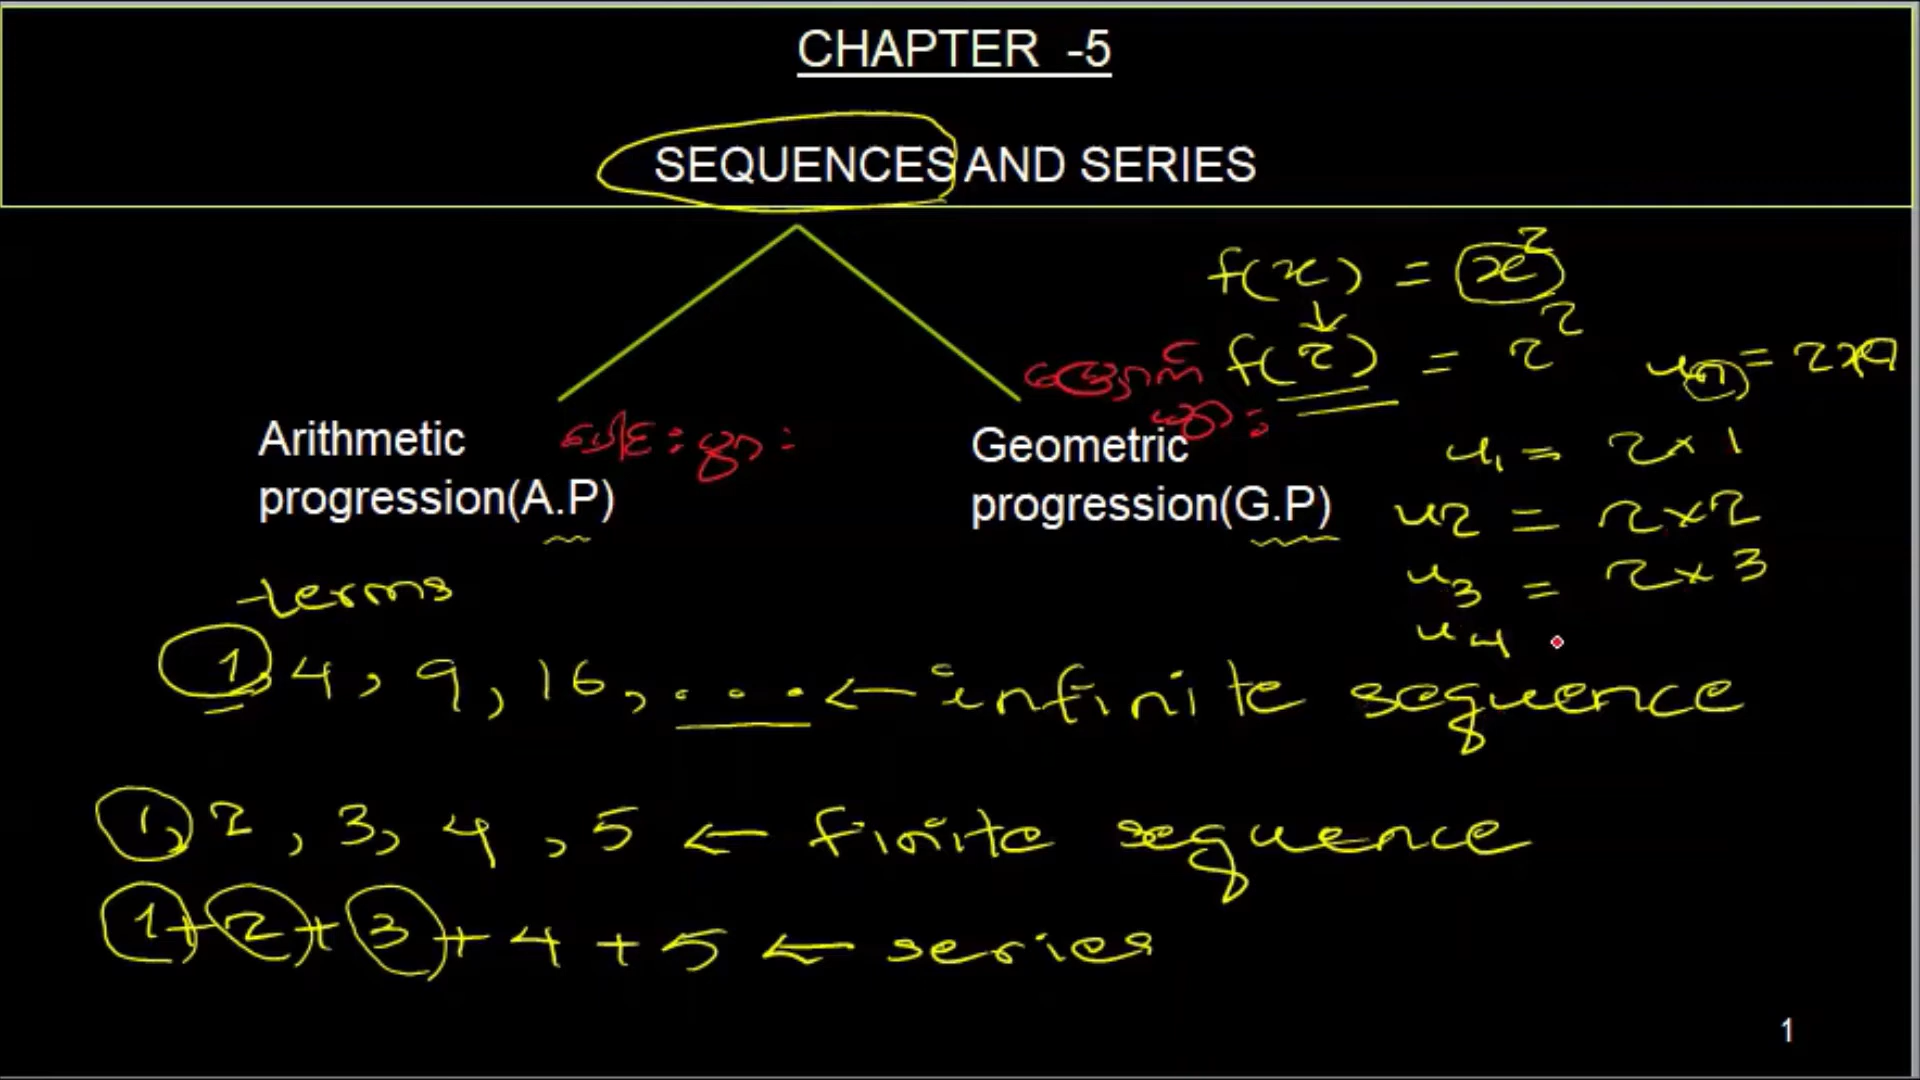 CHAPTER -5
SEQUENCES AND SERIES
f(x) = x²
f(2) = 2²
uₙ = 2×n
Arithmetic
progression(A.P)
Geometric
progression(G.P)
u₁ = 2×1
u2 = 2×2
u₃ = 2×3
u₄
terms
1, 4, 9, 16, ... ← infinite sequence
1, 2, 3, 4, 5 ← finite sequence
1+2+3+4+5 ← series
1